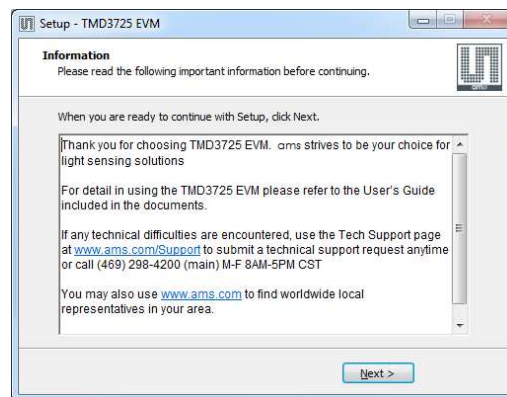 Setup - TMD3725 EVM
Information
Please read the following important information before continuing.
ams
When you are ready to continue with Setup, click Next.
Thank you for choosing TMD3725 EVM. ams strives to be your choice for
light sensing solutions
For detail in using the TMD3725 EVM please refer to the User's Guide
included in the documents.
If any technical difficulties are encountered, use the Tech Support page
at www.ams.com/Support to submit a technical support request anytime
or call (469) 298-4200 (main) M-F 8AM-5PM CST
You may also use www.ams.com to find worldwide local
representatives in your area.
Next >